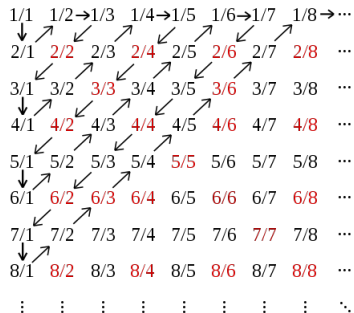 1/1 1/2 1/3 1/4 1/5 1/6 1/7 1/8 ⋯
2/1 2/2 2/3 2/4 2/5 2/6 2/7 2/8 ⋯
3/1 3/2 3/3 3/4 3/5 3/6 3/7 3/8 ⋯
4/1 4/2 4/3 4/4 4/5 4/6 4/7 4/8 ⋯
5/1 5/2 5/3 5/4 5/5 5/6 5/7 5/8 ⋯
6/1 6/2 6/3 6/4 6/5 6/6 6/7 6/8 ⋯
7/1 7/2 7/3 7/4 7/5 7/6 7/7 7/8 ⋯
8/1 8/2 8/3 8/4 8/5 8/6 8/7 8/8 ⋯
⋮ ⋮ ⋮ ⋮ ⋮ ⋮ ⋮ ⋮ ⋱